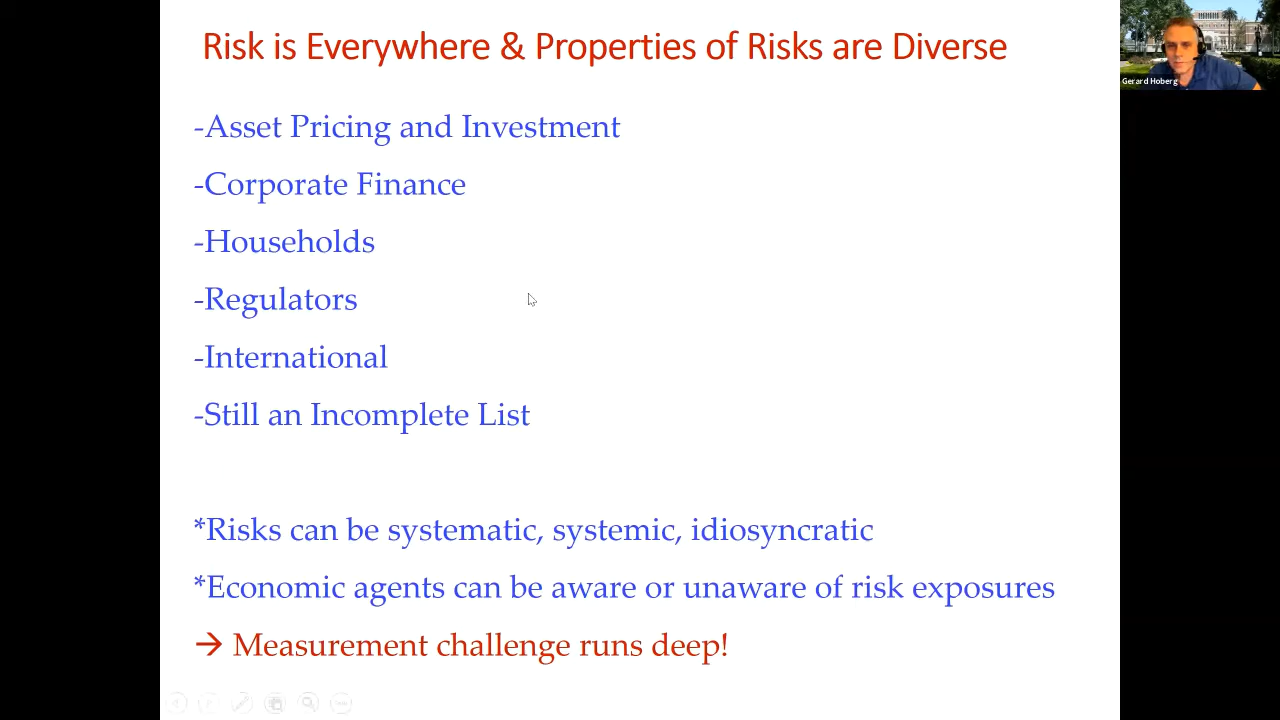 Risk is Everywhere & Properties of Risks are Diverse
Gerard Hoberg
-Asset Pricing and Investment
-Corporate Finance
-Households
-Regulators
-International
-Still an Incomplete List
*Risks can be systematic, systemic, idiosyncratic
*Economic agents can be aware or unaware of risk exposures
→ Measurement challenge runs deep!